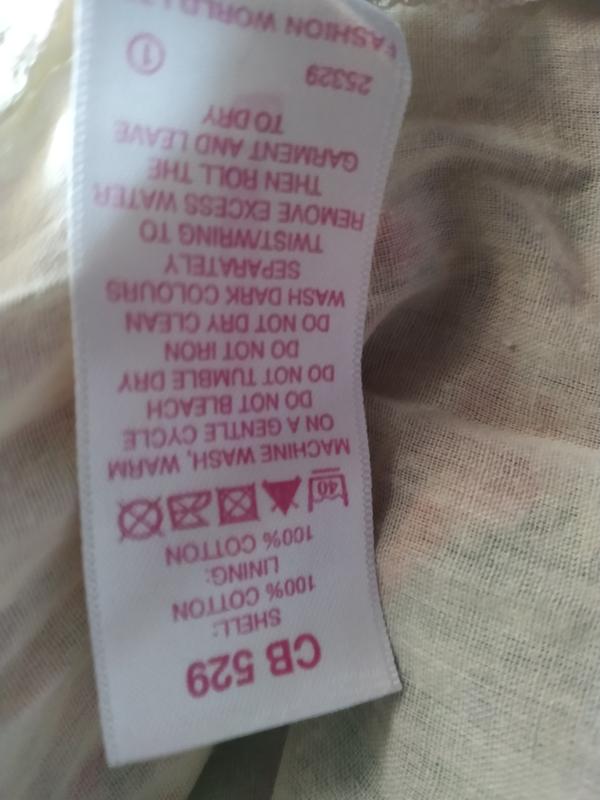 CB 529
SHELL:
100% COTTON
LINING:
100% COTTON
40
MACHINE WASH, WARM
ON A GENTLE CYCLE
DO NOT BLEACH
DO NOT TUMBLE DRY
DO NOT IRON
DO NOT DRY CLEAN
WASH DARK COLOURS
SEPARATELY
TWIST/WRING TO
REMOVE EXCESS WATER
THEN ROLL THE
GARMENT AND LEAVE
TO DRY
25329
1
FASHION WORLD